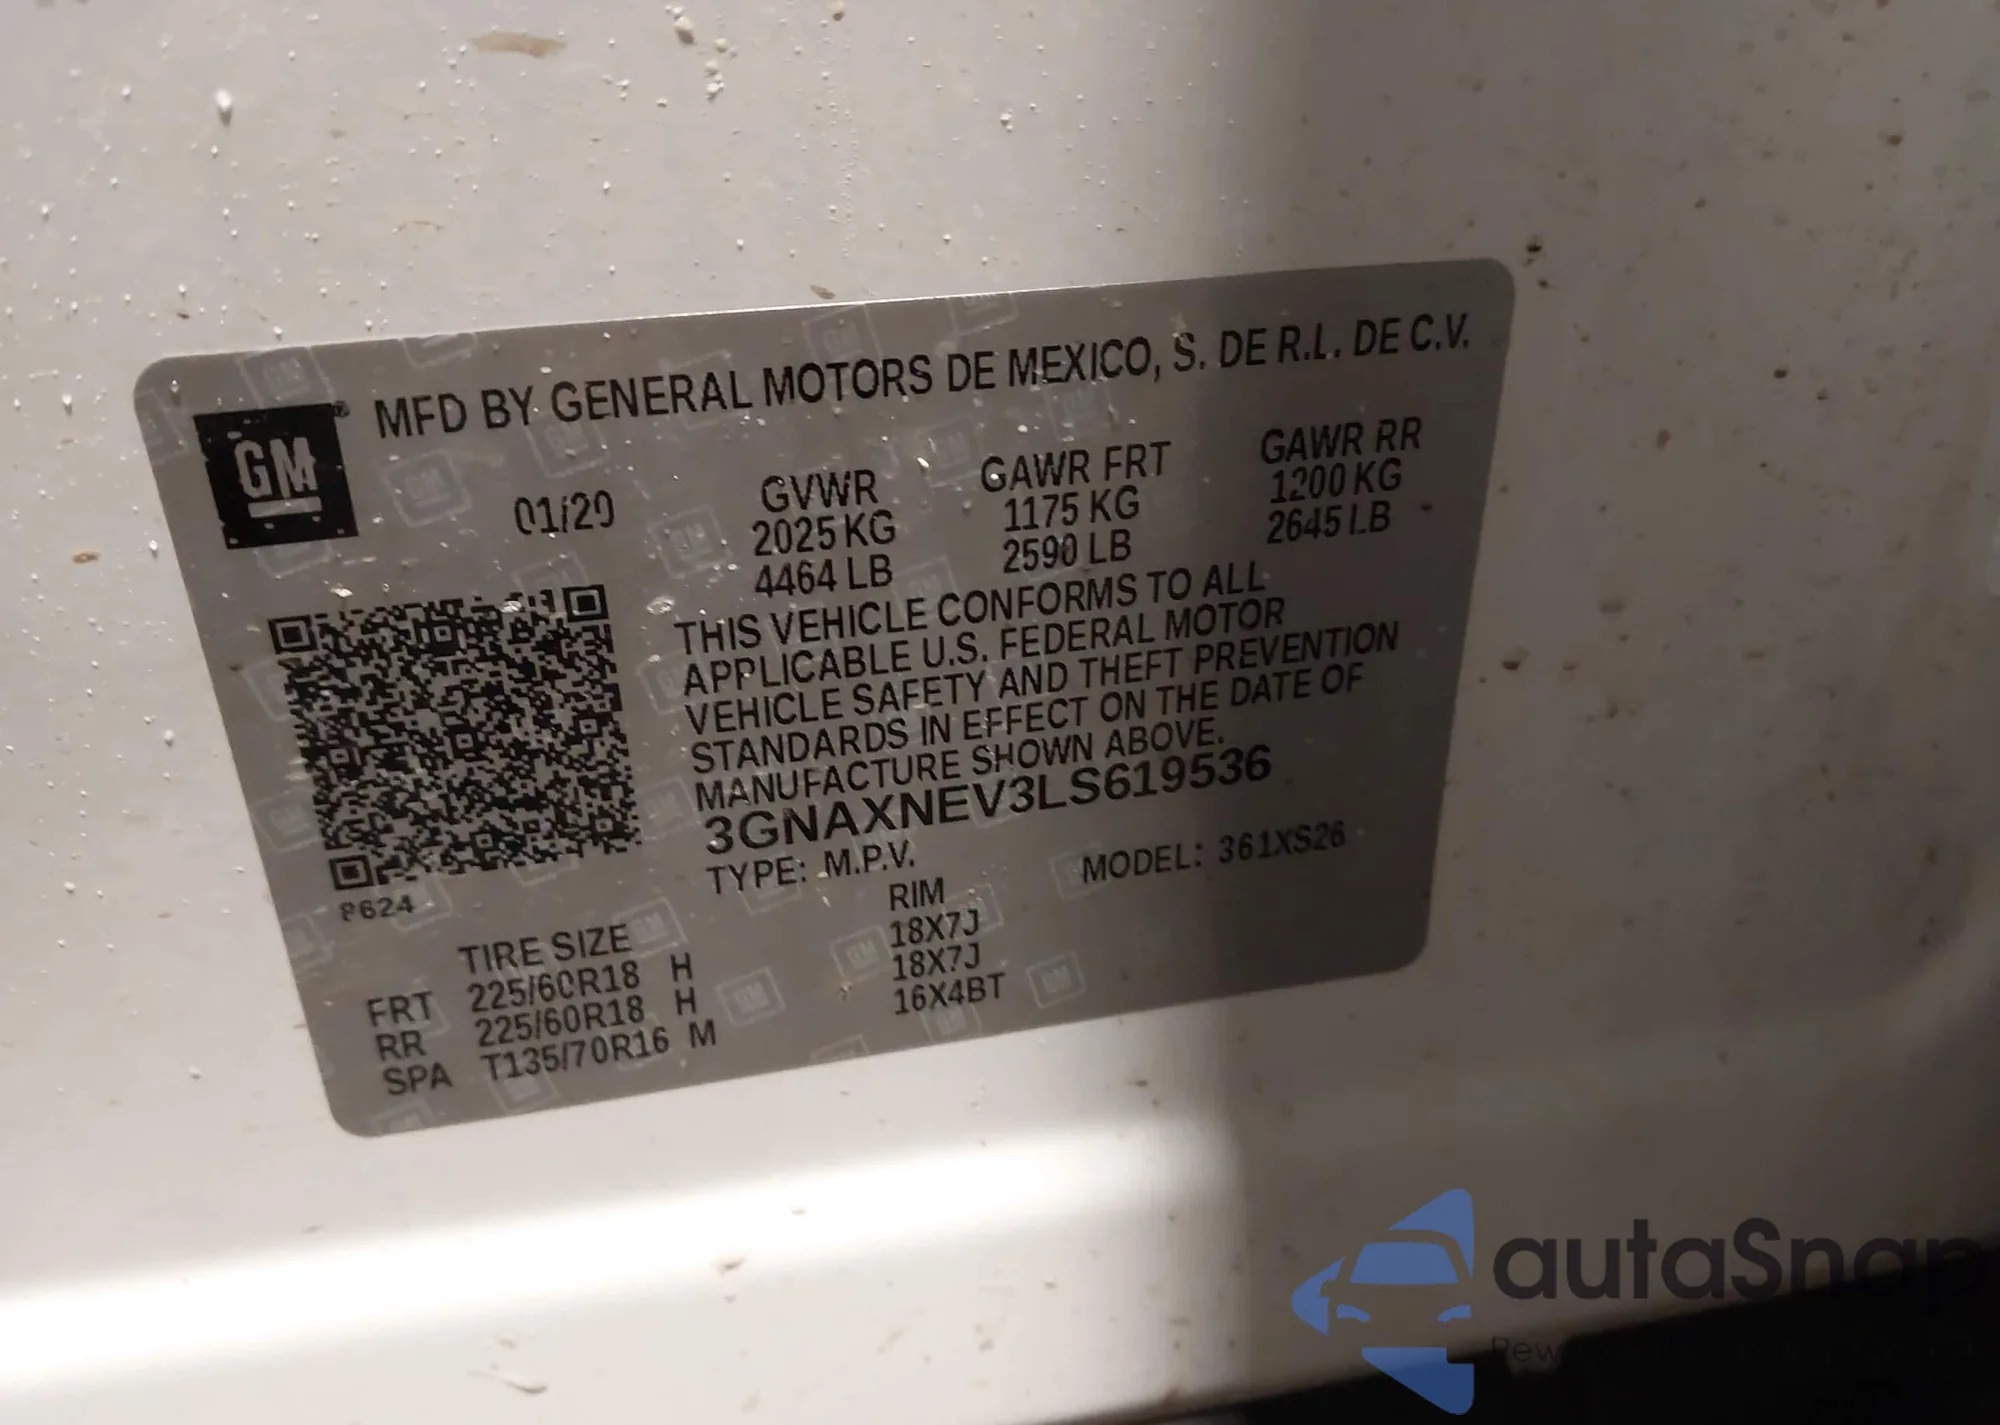 MFD BY GENERAL MOTORS DE MEXICO, S. DE R.L. DE C.V.
GM®
01/20
GVWR
2025 KG
4464 LB
GAWR FRT
1175 KG
2590 LB
GAWR RR
1200 KG
2645 LB
THIS VEHICLE CONFORMS TO ALL
APPLICABLE U.S. FEDERAL MOTOR
VEHICLE SAFETY AND THEFT PREVENTION
STANDARDS IN EFFECT ON THE DATE OF
MANUFACTURE SHOWN ABOVE.
3GNAXNEV3LS619536
TYPE: M.P.V. MODEL: 361XS26
8624
TIRE SIZE RIM
FRT 225/60R18 H 18X7J
RR 225/60R18 H 18X7J
SPA T135/70R16 M 16X4BT
autaSnap